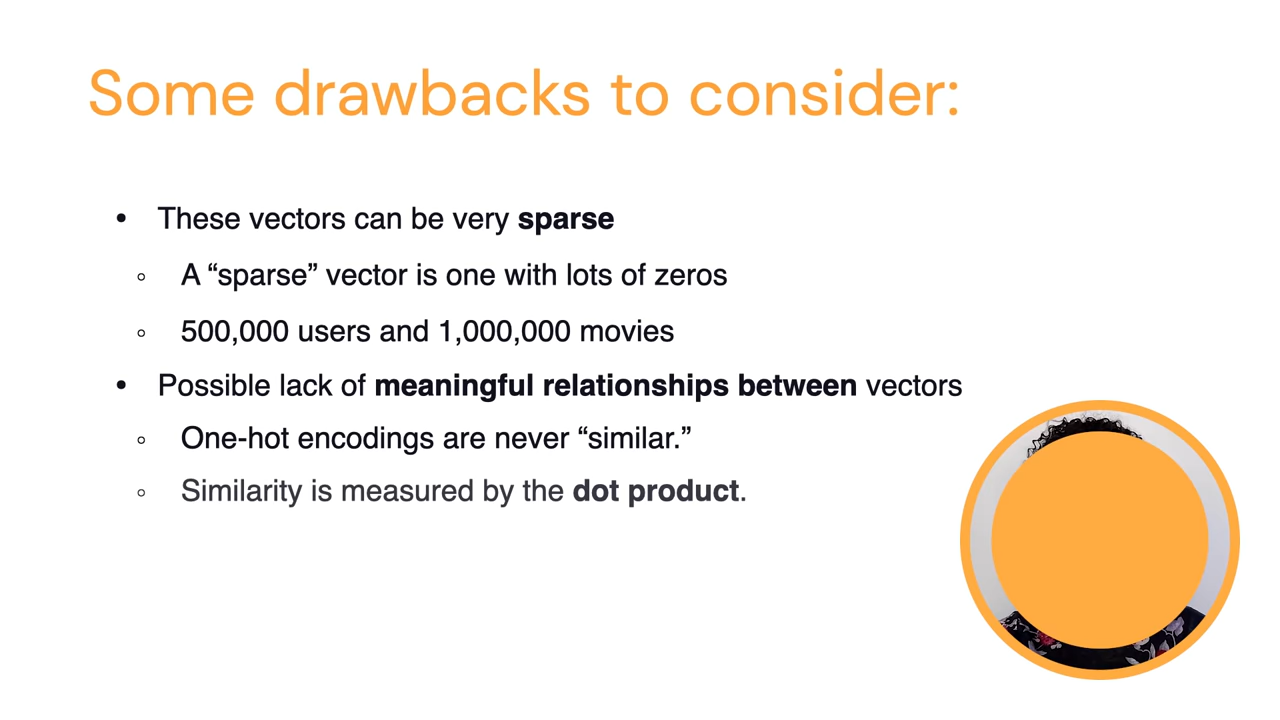 Some drawbacks to consider:
• These vectors can be very sparse
◦ A “sparse” vector is one with lots of zeros
◦ 500,000 users and 1,000,000 movies
• Possible lack of meaningful relationships between vectors
◦ One-hot encodings are never “similar.”
◦ Similarity is measured by the dot product.